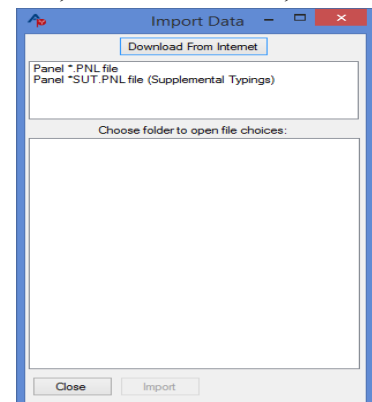 Import Data
Download From Internet
Panel *.PNL file
Panel *SUT.PNL file (Supplemental Typings)
Choose folder to open file choices:
Close
Import